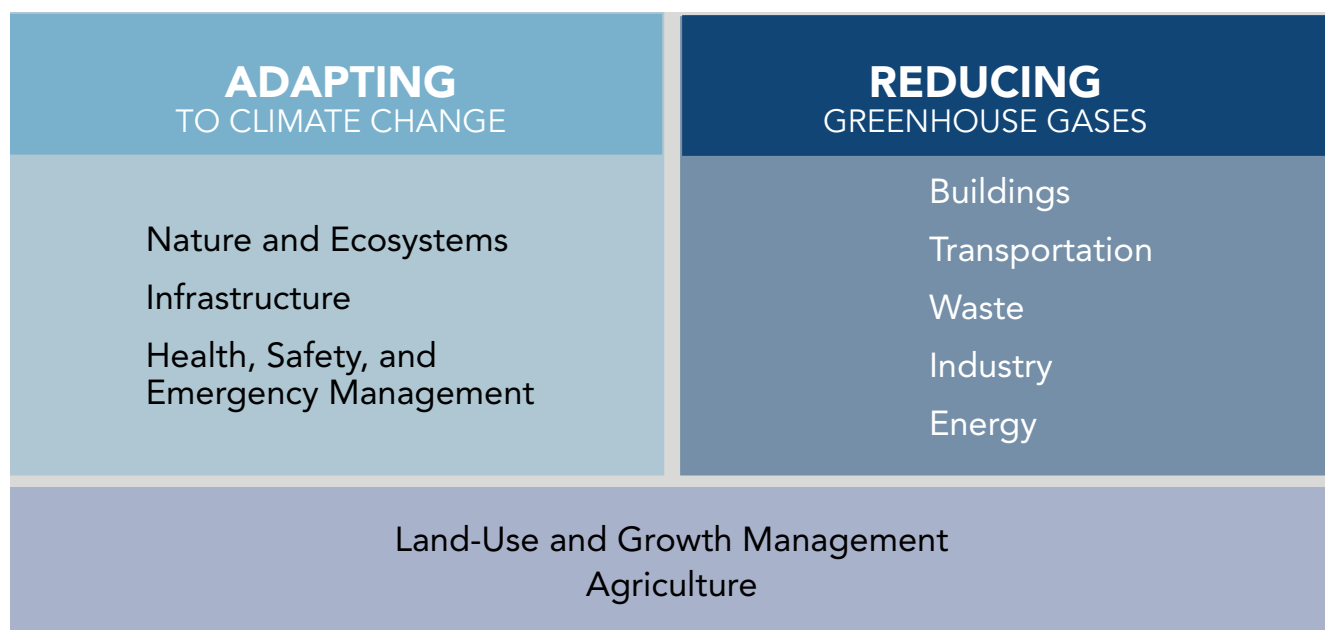 ADAPTING
TO CLIMATE CHANGE
Nature and Ecosystems
Infrastructure
Health, Safety, and
Emergency Management
REDUCING
GREENHOUSE GASES
Buildings
Transportation
Waste
Industry
Energy
Land-Use and Growth Management
Agriculture